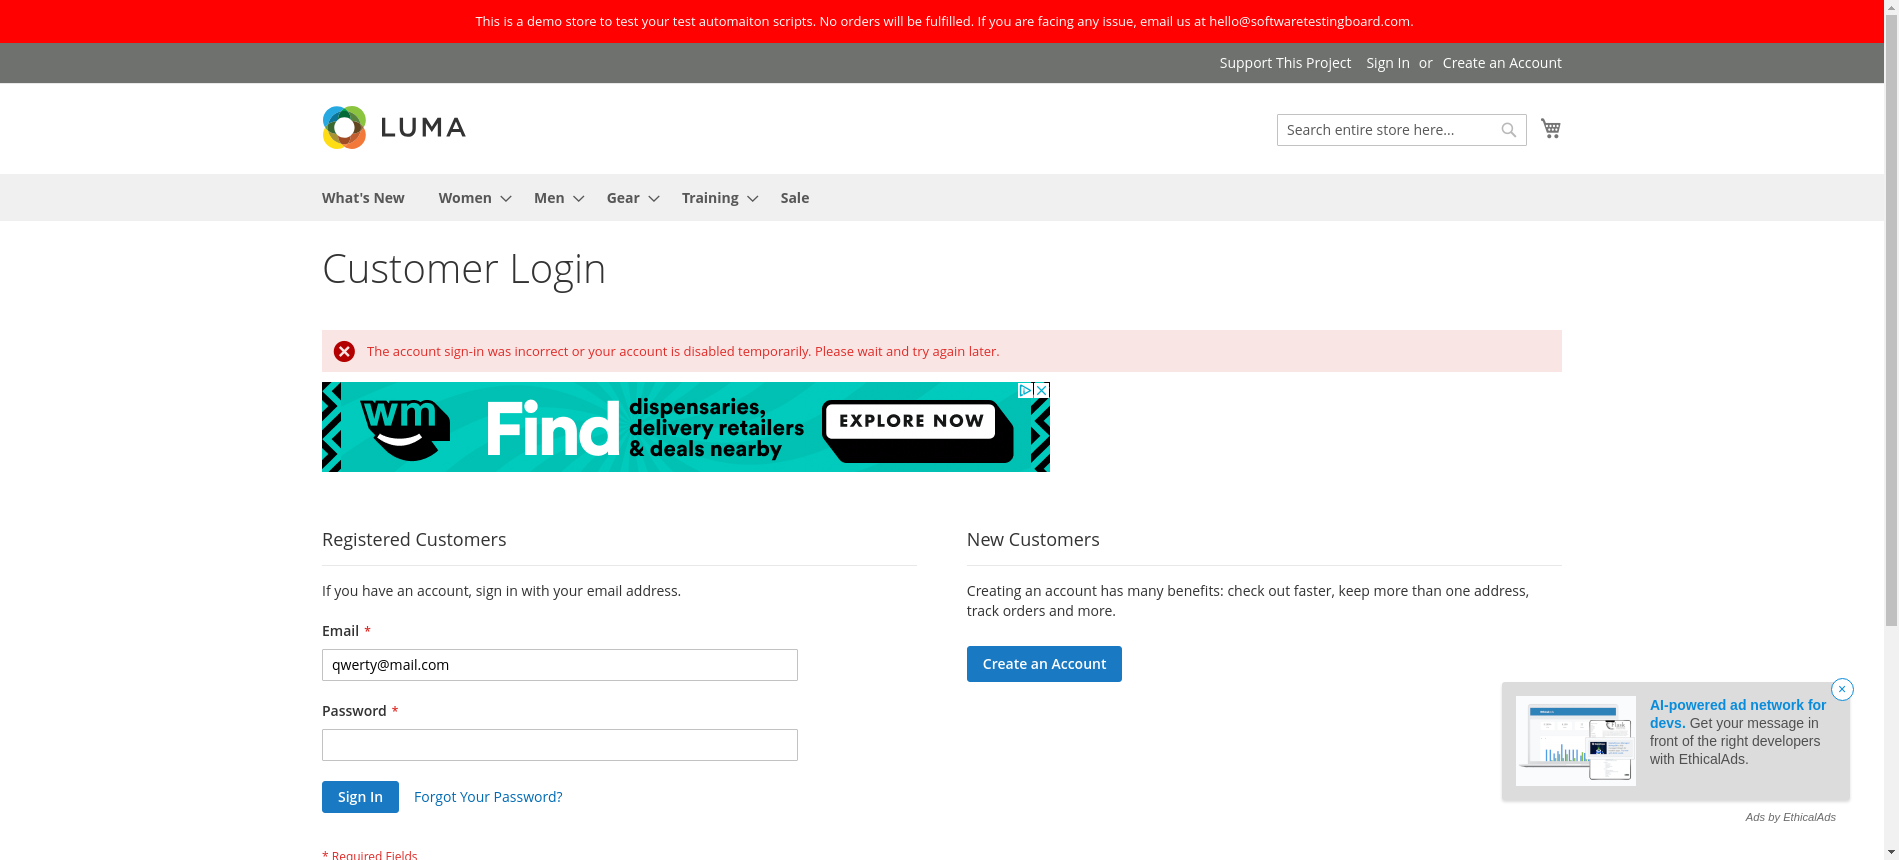 This is a demo store to test your test automaiton scripts. No orders will be fulfilled. If you are facing any issue, email us at hello@softwaretestingboard.com.
Support This Project Sign In or Create an Account
LUMA
Search entire store here...
What's New Women Men Gear Training Sale
Customer Login
The account sign-in was incorrect or your account is disabled temporarily. Please wait and try again later.
wm
Find
dispensaries,
delivery retailers
& deals nearby
EXPLORE NOW
Registered Customers
If you have an account, sign in with your email address.
Email *
qwerty@mail.com
Password *
Sign In Forgot Your Password?
* Required Fields
New Customers
Creating an account has many benefits: check out faster, keep more than one address,
track orders and more.
Create an Account
AI-powered ad network for
devs. Get your message in
front of the right developers
with EthicalAds.
Ads by EthicalAds